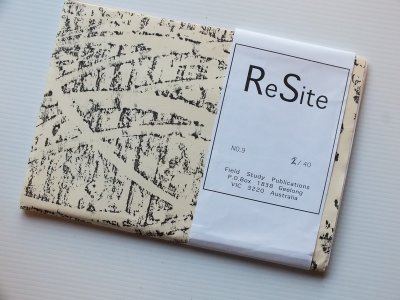 ReSite
NO.9 2/40
Field Study Publications
P.O.Box 1838 Geelong
VIC 3220 Australia